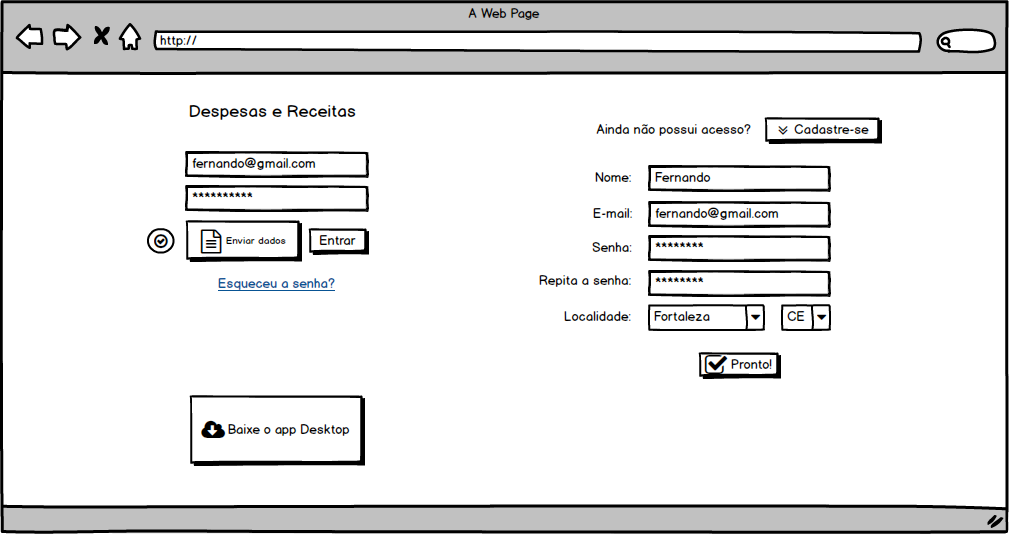 A Web Page
http://
Despesas e Receitas
fernando@gmail.com
**********
Enviar dados
Entrar
Esqueceu a senha?
Baixe o app Desktop
Ainda não possui acesso?
Cadastre-se
Nome: Fernando
E-mail: fernando@gmail.com
Senha: ********
Repita a senha: ********
Localidade: Fortaleza CE
Pronto!